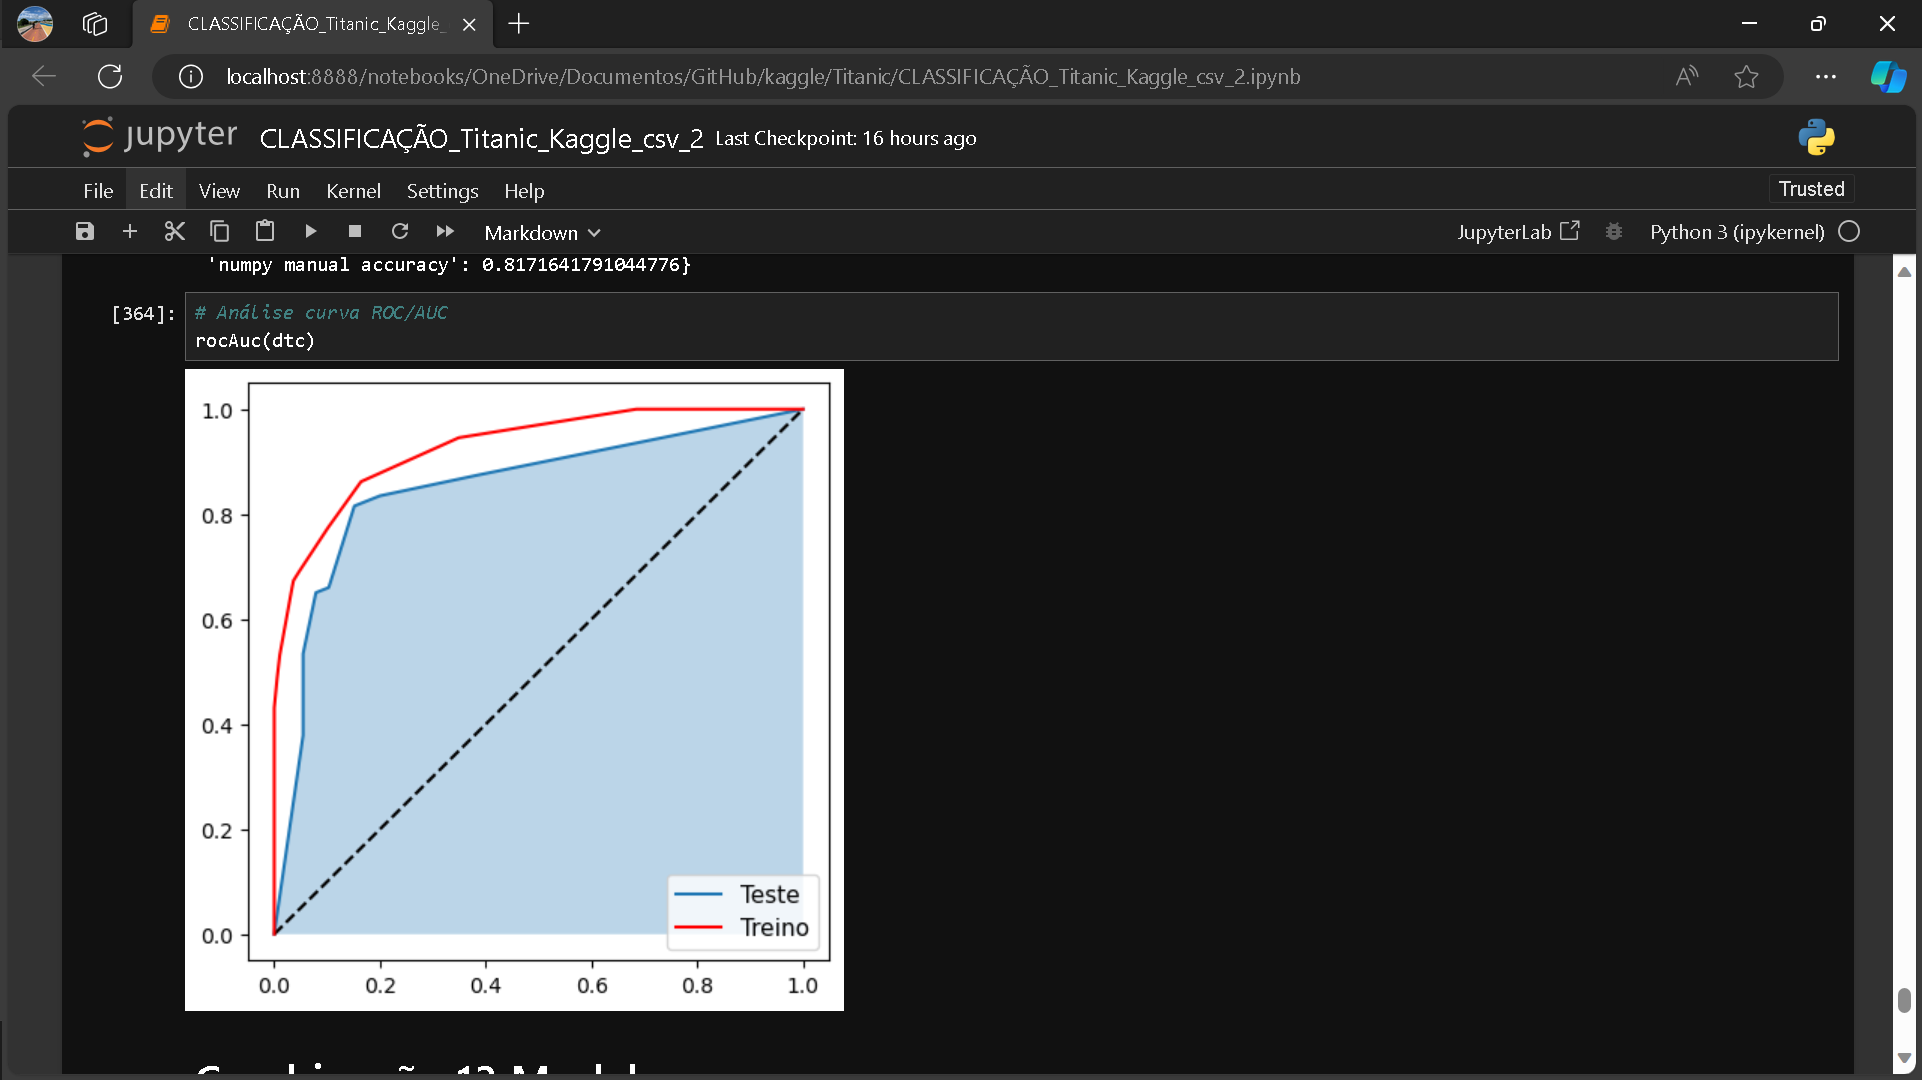 CLASSIFICAÇÃO_Titanic_Kaggle_
localhost:8888/notebooks/OneDrive/Documentos/GitHub/kaggle/Titanic/CLASSIFICAÇÃO_Titanic_Kaggle_csv_2.ipynb
jupyter CLASSIFICAÇÃO_Titanic_Kaggle_csv_2 Last Checkpoint: 16 hours ago
File Edit View Run Kernel Settings Help Trusted
Markdown JupyterLab Python 3 (ipykernel)
'numpy manual accuracy': 0.8171641791044776}
[364]: # Análise curva ROC/AUC
rocAuc(dtc)
1.0
0.8
0.6
0.4
0.2
0.0
Teste
Treino
0.0 0.2 0.4 0.6 0.8 1.0